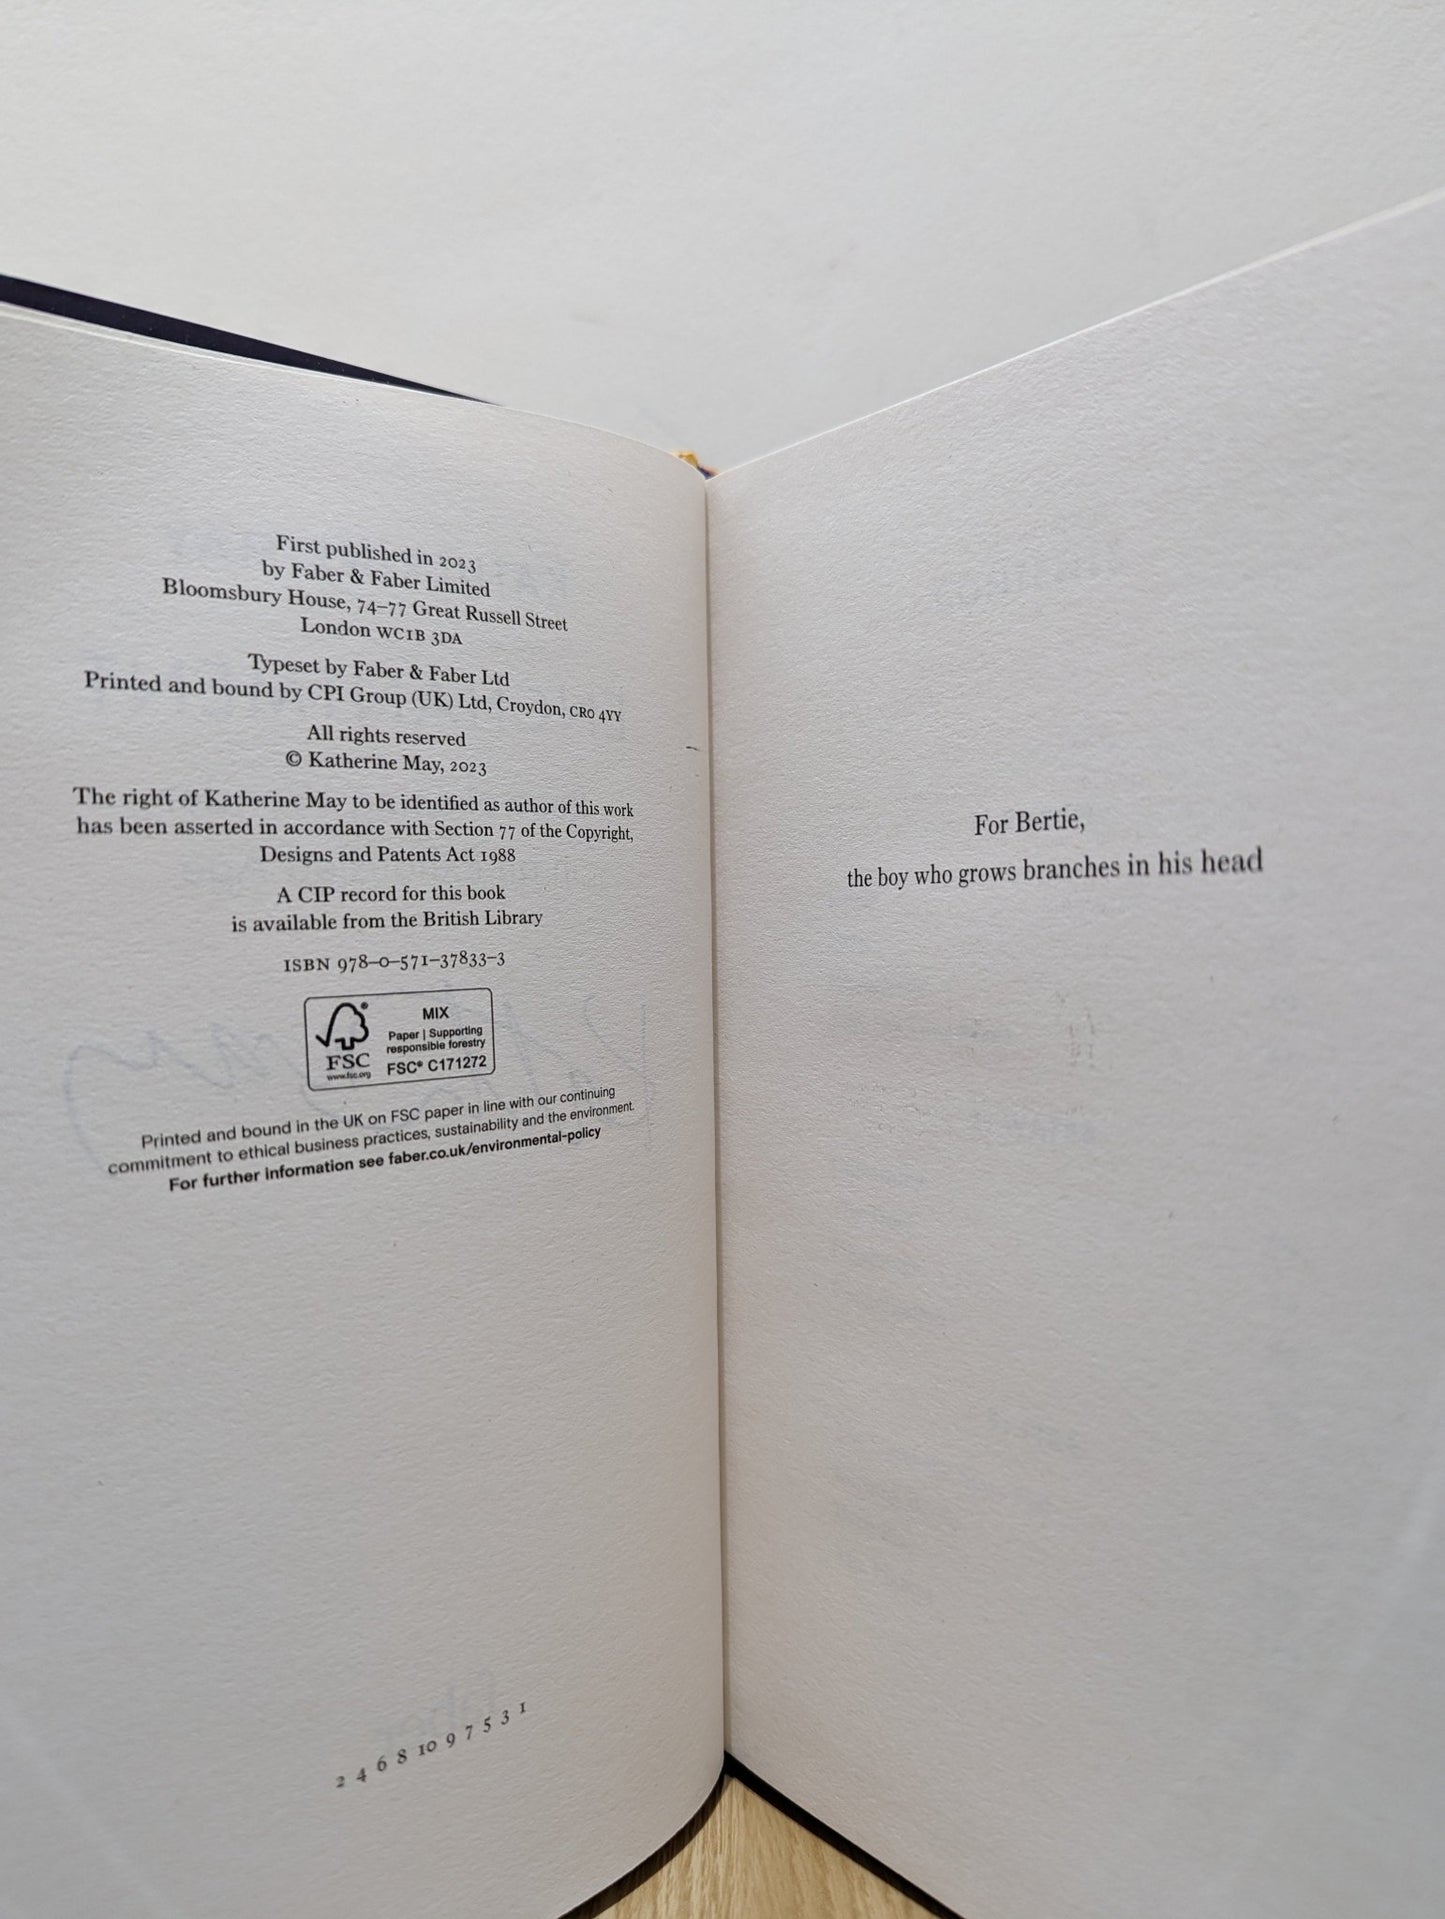 First published in 2023
by Faber & Faber Limited
Bloomsbury House, 74–77 Great Russell Street
London WC1B 3DA
Typeset by Faber & Faber Ltd
Printed and bound by CPI Group (UK) Ltd, Croydon, CR0 4YY
All rights reserved
© Katherine May, 2023
The right of Katherine May to be identified as author of this work
has been asserted in accordance with Section 77 of the Copyright,
Designs and Patents Act 1988
A CIP record for this book
is available from the British Library
ISBN 978–0–571–37833–3
MIX
Paper | Supporting
responsible forestry
FSC® C171272
FSC
www.fsc.org
Printed and bound in the UK on FSC paper in line with our continuing
commitment to ethical business practices, sustainability and the environment.
For further information see faber.co.uk/environmental-policy
2 4 6 8 10 9 7 5 3 1
For Bertie,
the boy who grows branches in his head